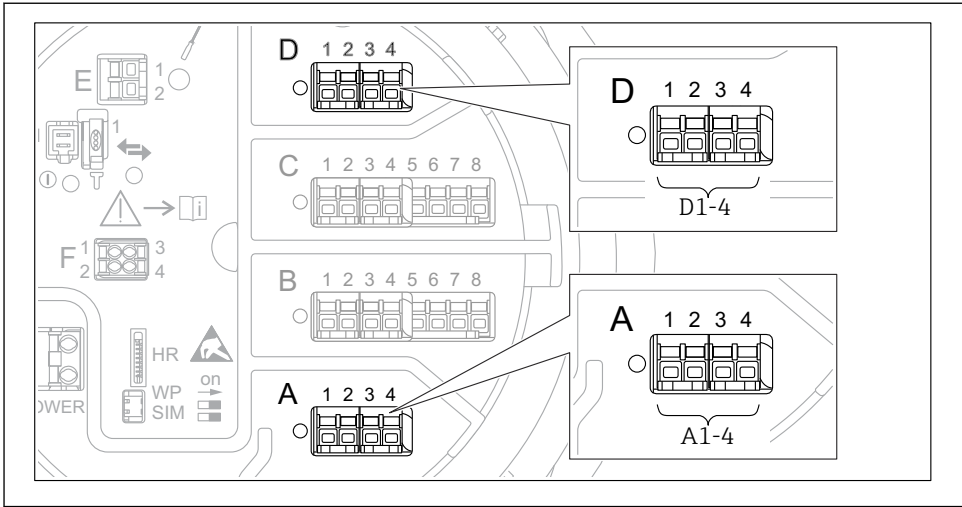 D 1 2 3 4
E 1
2
1
C 1 2 3 4 5 6 7 8
i
F 1 3
2 4
B 1 2 3 4 5 6 7 8
HR
WP on
SIM
OWER
A 1 2 3 4
D 1 2 3 4
D1-4
A 1 2 3 4
A1-4